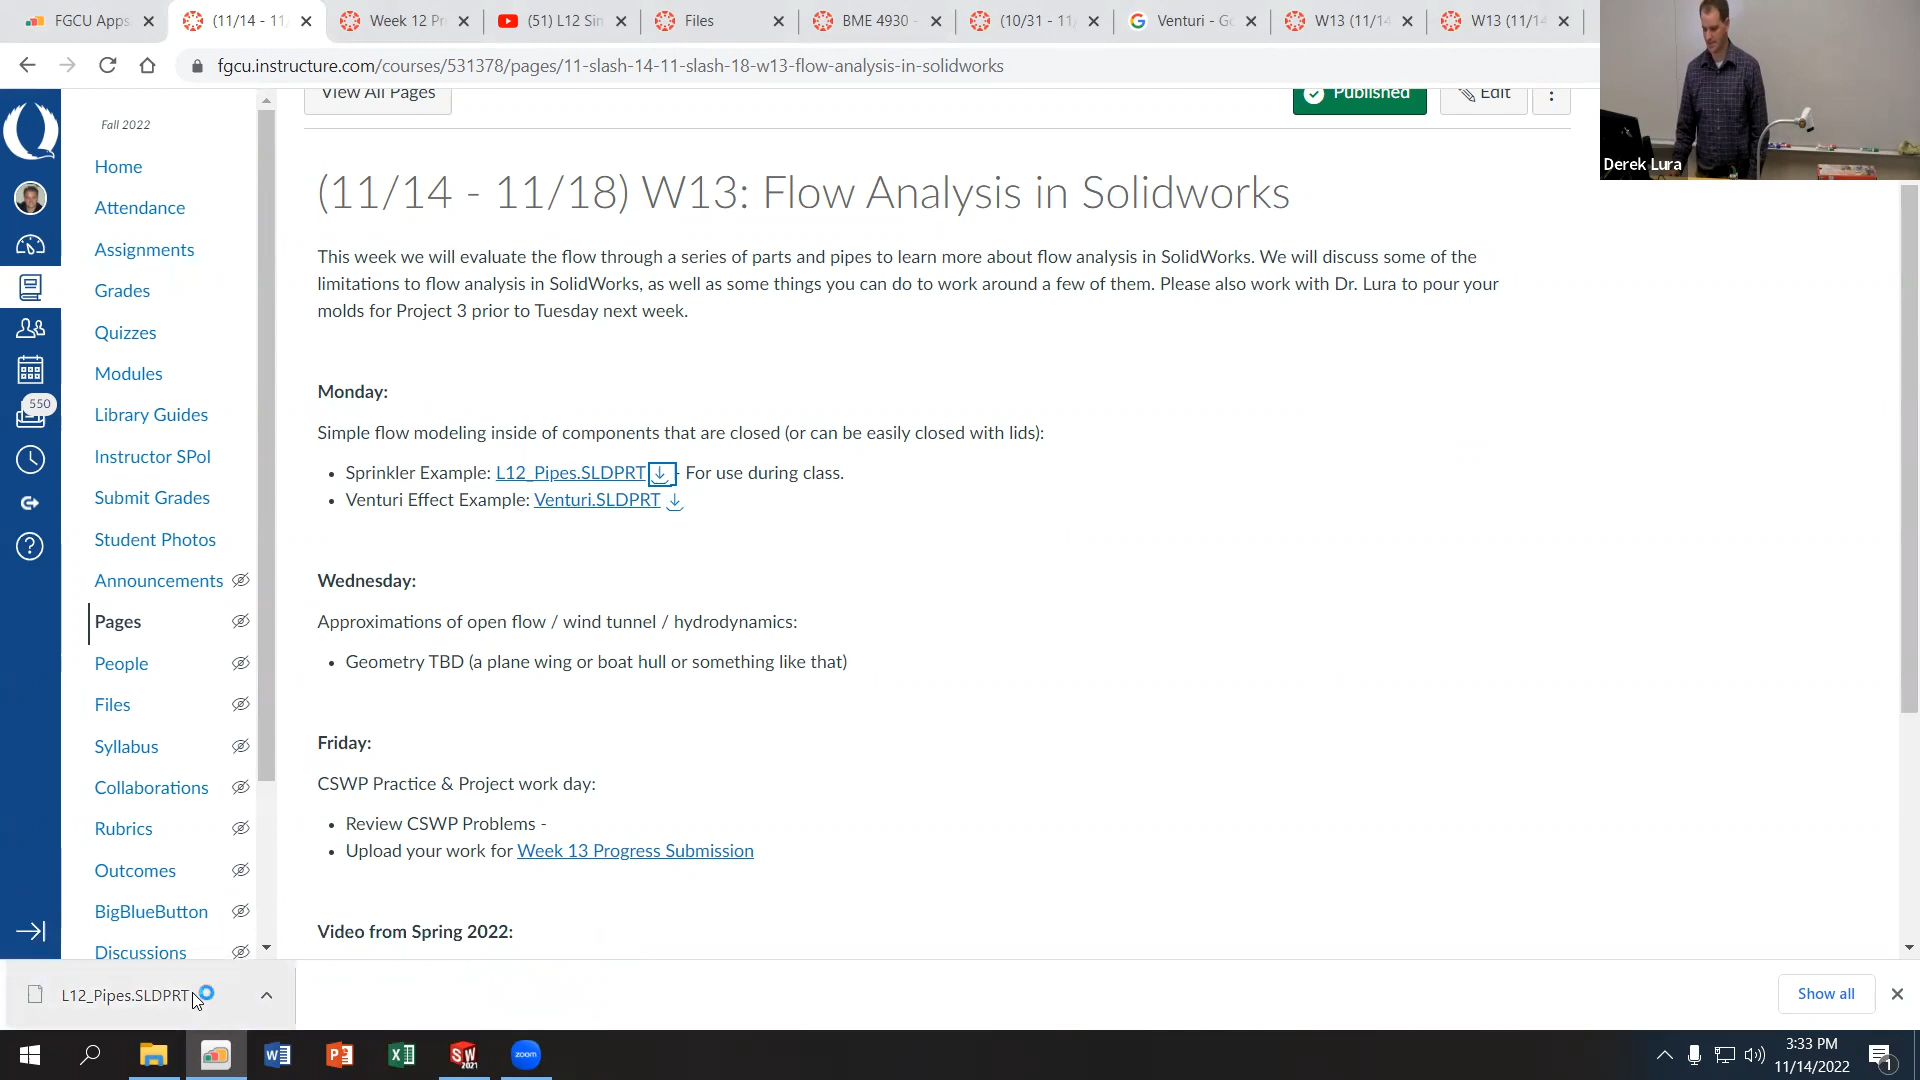 FGCU Apps
(11/14 - 11
Week 12 Pr
(51) L12 Sim
Files
BME 4930 -
(10/31 - 11/
Venturi - Go
W13 (11/14
W13 (11/14
fgcu.instructure.com/courses/531378/pages/11-slash-14-11-slash-18-w13-flow-analysis-in-solidworks
Derek Lura
View All Pages
Published
Edit
Fall 2022
Home
Attendance
Assignments
Grades
Quizzes
Modules
Library Guides
Instructor SPol
Submit Grades
Student Photos
Announcements
Pages
People
Files
Syllabus
Collaborations
Rubrics
Outcomes
BigBlueButton
Discussions
550
(11/14 - 11/18) W13: Flow Analysis in Solidworks
This week we will evaluate the flow through a series of parts and pipes to learn more about flow analysis in SolidWorks. We will discuss some of the
limitations to flow analysis in SolidWorks, as well as some things you can do to work around a few of them. Please also work with Dr. Lura to pour your
molds for Project 3 prior to Tuesday next week.
Monday:
Simple flow modeling inside of components that are closed (or can be easily closed with lids):
• Sprinkler Example: L12_Pipes.SLDPRT - For use during class.
• Venturi Effect Example: Venturi.SLDPRT
Wednesday:
Approximations of open flow / wind tunnel / hydrodynamics:
• Geometry TBD (a plane wing or boat hull or something like that)
Friday:
CSWP Practice & Project work day:
• Review CSWP Problems -
• Upload your work for Week 13 Progress Submission
Video from Spring 2022:
L12_Pipes.SLDPRT
Show all
SW
2021
zoom
3:33 PM
11/14/2022
1